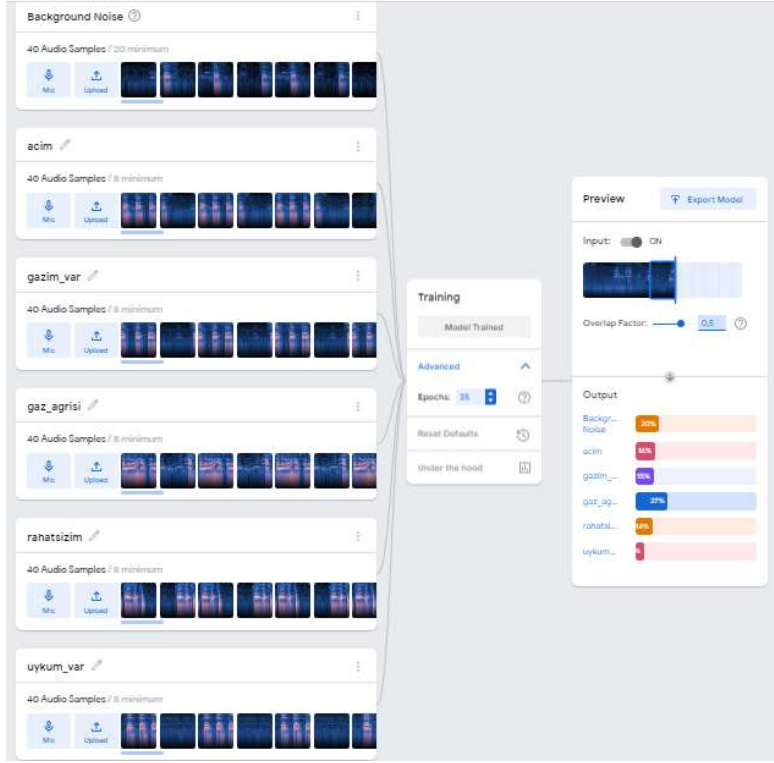 Background Noise
40 Audio Samples / 20 minimum
Mic
Upload
acim
40 Audio Samples / 8 minimum
Mic
Upload
gazim_var
40 Audio Samples / 8 minimum
Mic
Upload
gaz_agrisi
40 Audio Samples / 8 minimum
Mic
Upload
rahatsizim
40 Audio Samples / 8 minimum
Mic
Upload
uykum_var
40 Audio Samples / 8 minimum
Mic
Upload
Training
Model Trained
Advanced
Epochs: 35
Reset Defaults
Under the hood
Preview
Export Model
Input: ON
Overlap Factor: 0,5
Output
Backgr...
Noise
20%
acim
gazim_...
15%
gaz_ag...
27%
rahatsi...
14%
uykum...
%